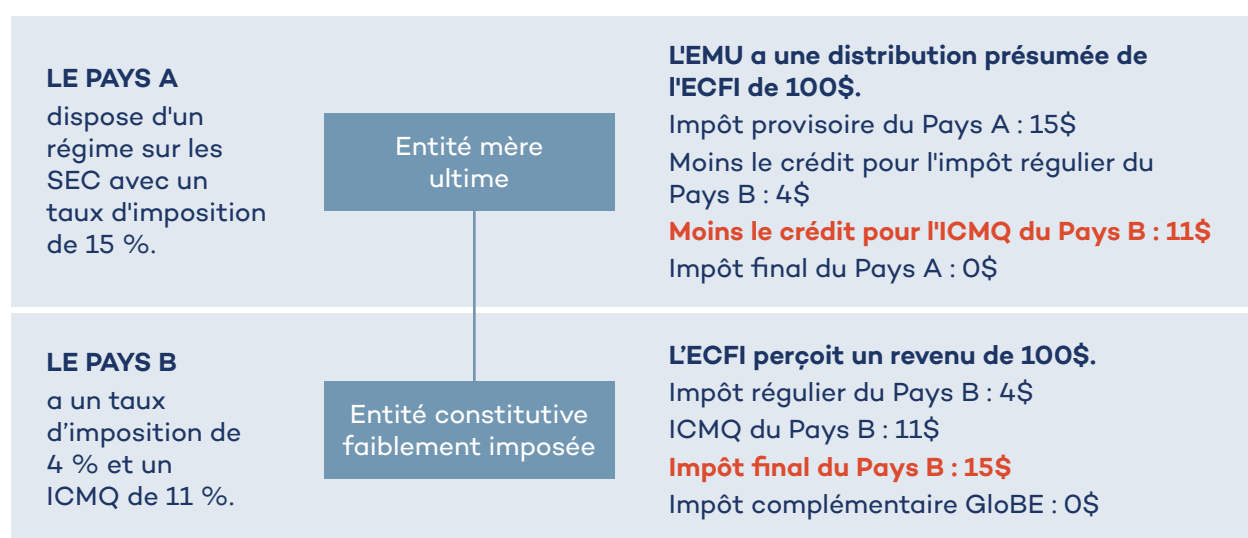 LE PAYS A
dispose d'un
régime sur les
SEC avec un
taux d'imposition
de 15 %.
Entité mère
ultime
L'EMU a une distribution présumée de
l'ECFI de 100$.
Impôt provisoire du Pays A : 15$
Moins le crédit pour l'impôt régulier du
Pays B : 4$
Moins le crédit pour l'ICMQ du Pays B : 11$
Impôt final du Pays A : 0$
LE PAYS B
a un taux
d’imposition de
4 % et un
ICMQ de 11 %.
Entité constitutive
faiblement imposée
L’ECFI perçoit un revenu de 100$.
Impôt régulier du Pays B : 4$
ICMQ du Pays B : 11$
Impôt final du Pays B : 15$
Impôt complémentaire GloBE : 0$